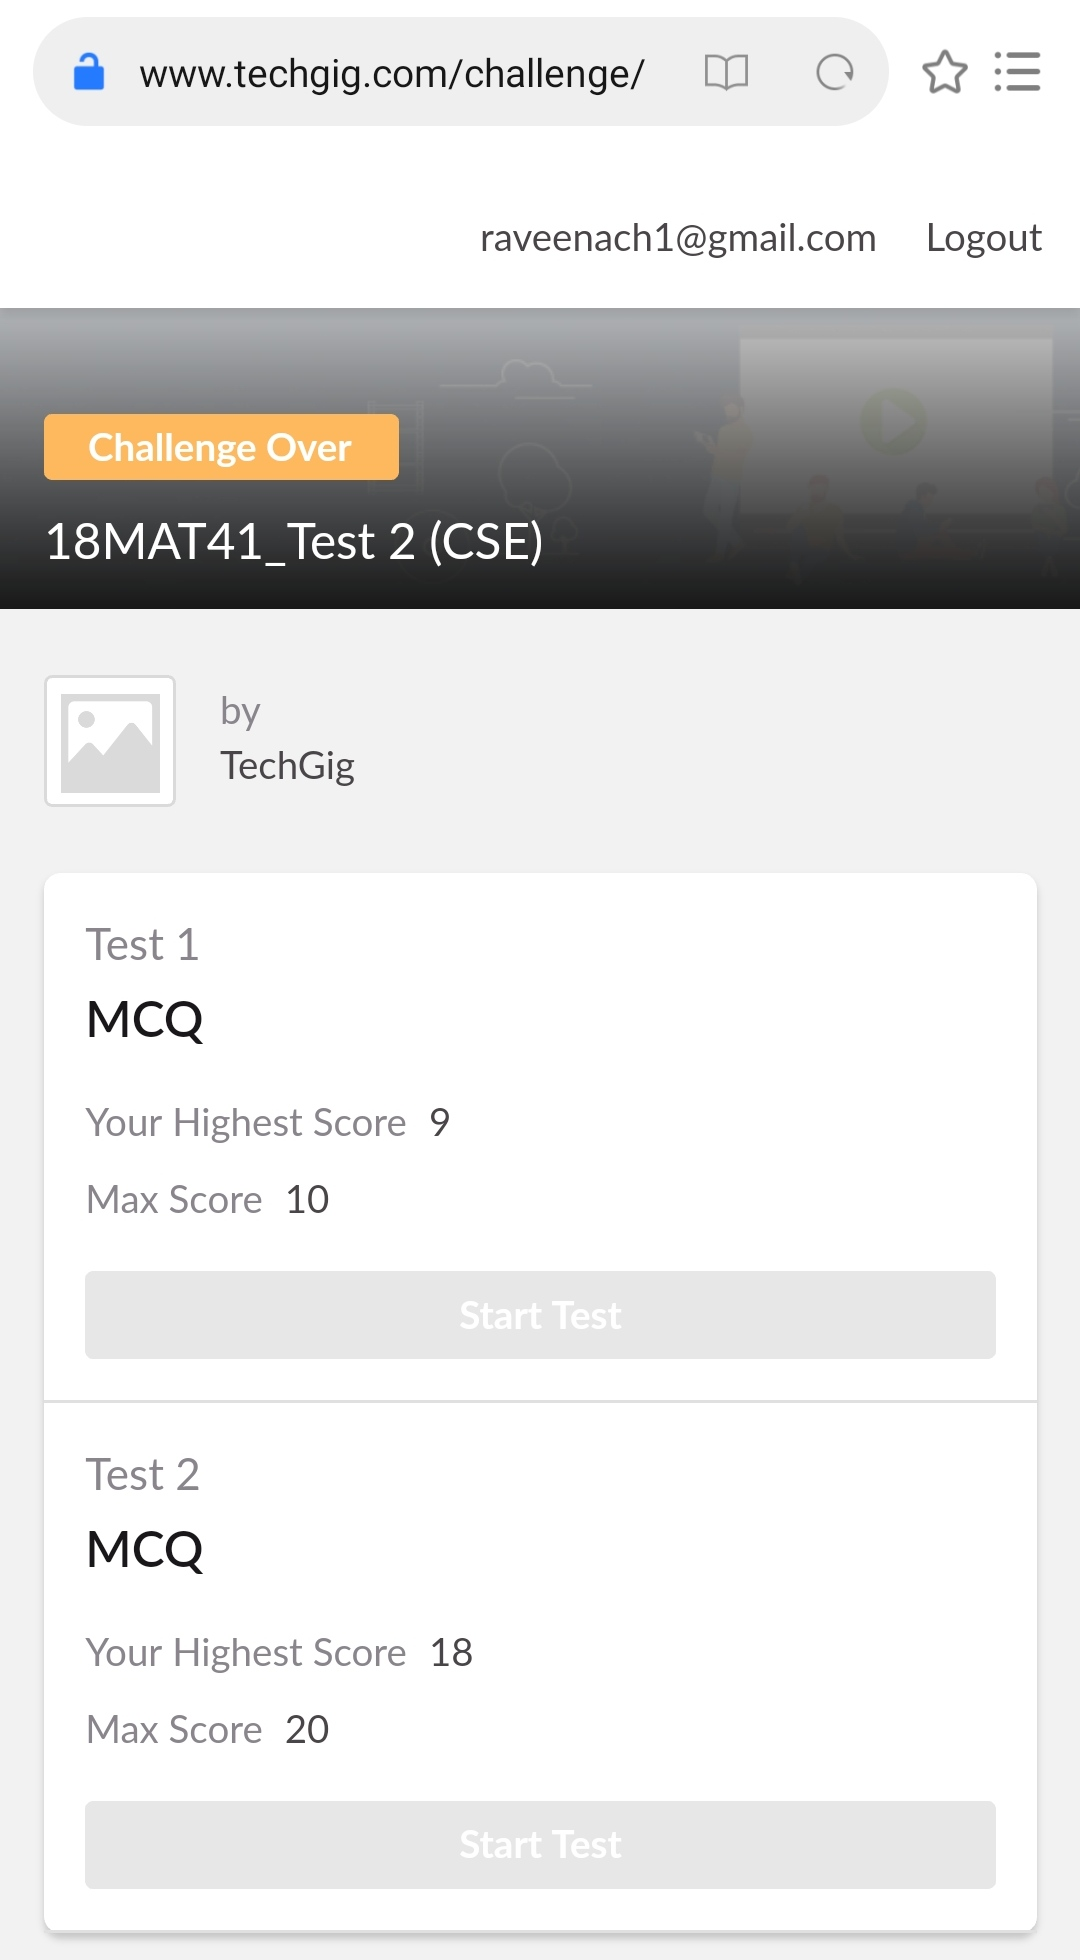 www.techgig.com/challenge/
raveenach1@gmail.com Logout
Challenge Over
18MAT41_Test 2 (CSE)
by
TechGig
Test 1
MCQ
Your Highest Score 9
Max Score 10
Start Test
Test 2
MCQ
Your Highest Score 18
Max Score 20
Start Test